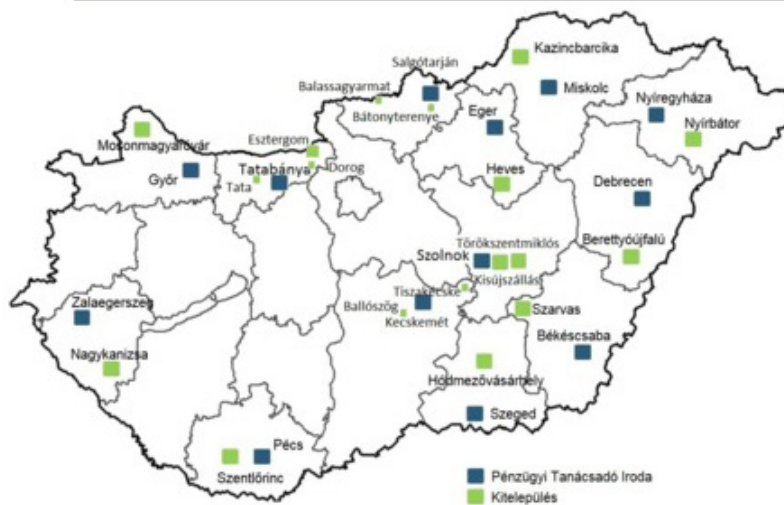 Kazincbarcika
Salgótarján
Balassagyarmat
Miskolc
Bátonyterenye
Nyíregyháza
Eger
Nyírbátor
Mosonmagyaróvár
Esztergom
Tatabánya
Dorog
Heves
Győr
Tata
Debrecen
Törökszentmiklós
Berettyóújfalú
Szolnok
Kisújszállás
Tiszakécske
Zalaegerszeg
Ballószög
Szarvas
Kecskemét
Békéscsaba
Nagykanizsa
Hódmezővásárhely
Szeged
Pécs
Szentlőrinc
Pénzügyi Tanácsadó Iroda
Kitelepülés